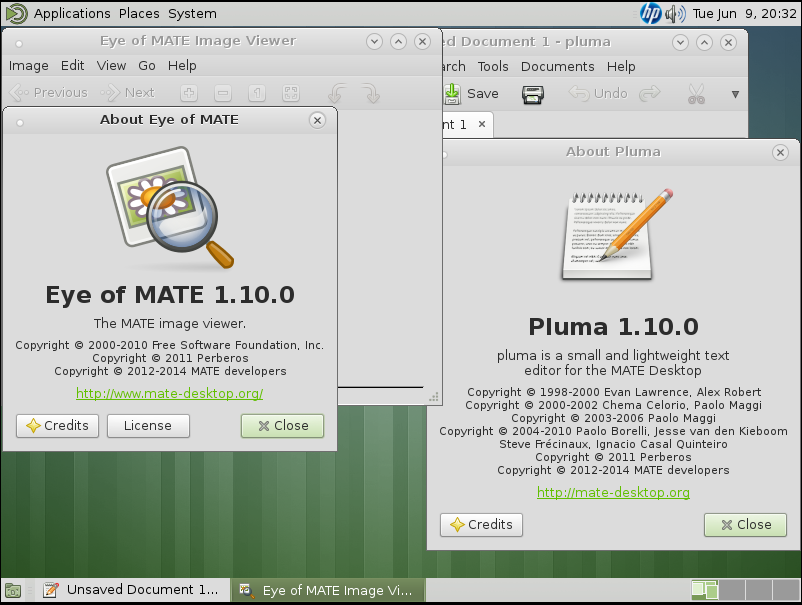 Applications Places System
hp
Tue Jun 9, 20:32
Eye of MATE Image Viewer
Image Edit View Go Help
Previous Next
ed Document 1 - pluma
arch Tools Documents Help
Save Undo
nt 1
About Eye of MATE
Eye of MATE 1.10.0
The MATE image viewer.
Copyright © 2000-2010 Free Software Foundation, Inc.
Copyright © 2011 Perberos
Copyright © 2012-2014 MATE developers
http://www.mate-desktop.org/
Credits License Close
About Pluma
Pluma 1.10.0
pluma is a small and lightweight text
editor for the MATE Desktop
Copyright © 1998-2000 Evan Lawrence, Alex Robert
Copyright © 2000-2002 Chema Celorio, Paolo Maggi
Copyright © 2003-2006 Paolo Maggi
Copyright © 2004-2010 Paolo Borelli, Jesse van den Kieboom
Steve Frécinaux, Ignacio Casal Quinteiro
Copyright © 2011 Perberos
Copyright © 2012-2014 MATE developers
http://mate-desktop.org
Credits Close
Unsaved Document 1...
Eye of MATE Image Vi...